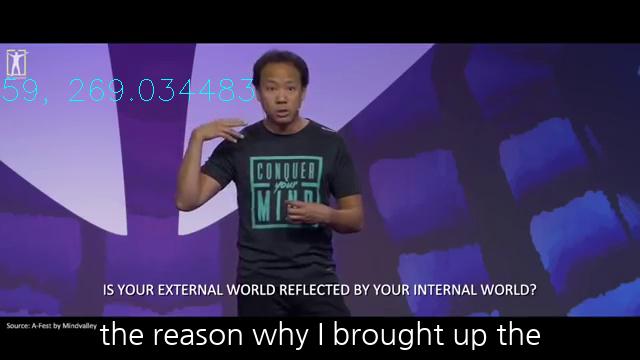 59, 269.034483
CONQUER
your
MIND
IS YOUR EXTERNAL WORLD REFLECTED BY YOUR INTERNAL WORLD?
Source: A-Fest by Mindvalley
the reason why I brought up the